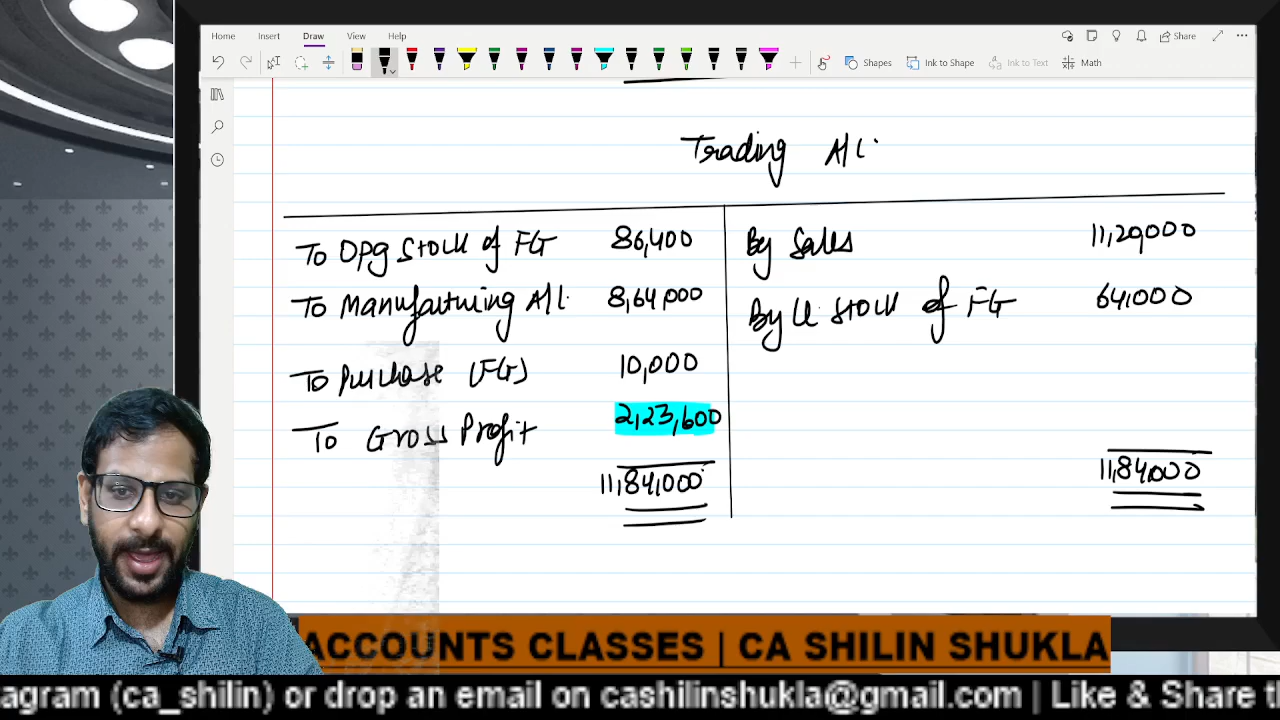 Home Insert Draw View Help
Share
Shapes Ink to Shape Ink to Text Math
Trading A/c.
To Opg Stock of FG 86,400 By Sales 11,20,000
To Manufacturing A/c. 8,64,000 By Cl. Stock of FG 64,000
To Purchase (FG) 10,000
To Gross Profit 2,23,600
11,84,000 11,84,000
ACCOUNTS CLASSES | CA SHILIN SHUKLA
agram (ca_shilin) or drop an email on cashilinshukla@gmail.com | Like & Share t